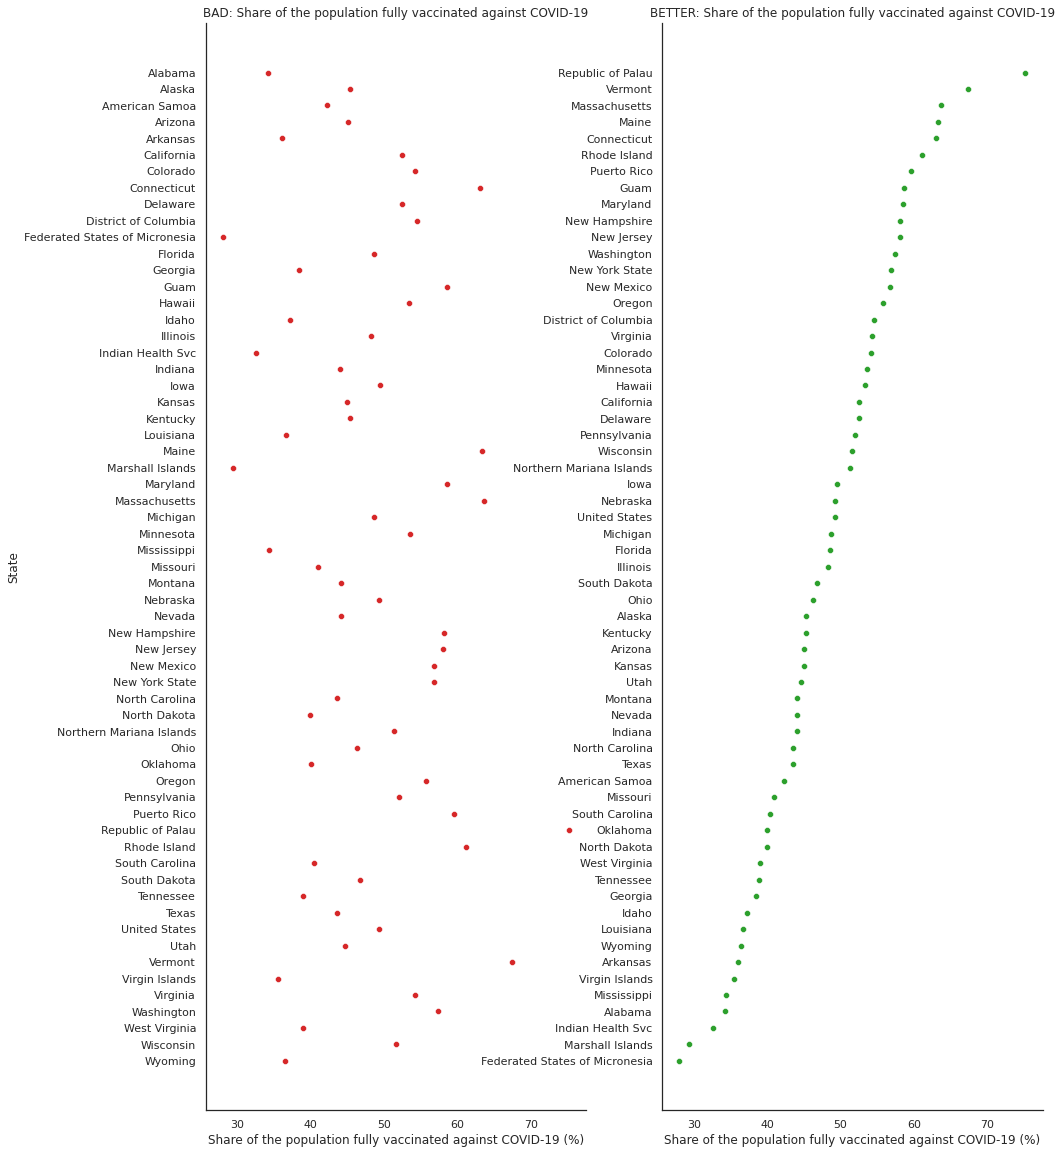 BAD: Share of the population fully vaccinated against COVID-19
State
Alabama
Alaska
American Samoa
Arizona
Arkansas
California
Colorado
Connecticut
Delaware
District of Columbia
Federated States of Micronesia
Florida
Georgia
Guam
Hawaii
Idaho
Illinois
Indian Health Svc
Indiana
Iowa
Kansas
Kentucky
Louisiana
Maine
Marshall Islands
Maryland
Massachusetts
Michigan
Minnesota
Mississippi
Missouri
Montana
Nebraska
Nevada
New Hampshire
New Jersey
New Mexico
New York State
North Carolina
North Dakota
Northern Mariana Islands
Ohio
Oklahoma
Oregon
Pennsylvania
Puerto Rico
Republic of Palau
Rhode Island
South Carolina
South Dakota
Tennessee
Texas
United States
Utah
Vermont
Virgin Islands
Virginia
Washington
West Virginia
Wisconsin
Wyoming
30 40 50 60 70
Share of the population fully vaccinated against COVID-19 (%)
BETTER: Share of the population fully vaccinated against COVID-19
Republic of Palau
Vermont
Massachusetts
Maine
Connecticut
Rhode Island
Puerto Rico
Guam
Maryland
New Hampshire
New Jersey
Washington
New York State
New Mexico
Oregon
District of Columbia
Virginia
Colorado
Minnesota
Hawaii
California
Delaware
Pennsylvania
Wisconsin
Northern Mariana Islands
Iowa
Nebraska
United States
Michigan
Florida
Illinois
South Dakota
Ohio
Alaska
Kentucky
Arizona
Kansas
Utah
Montana
Nevada
Indiana
North Carolina
Texas
American Samoa
Missouri
South Carolina
Oklahoma
North Dakota
West Virginia
Tennessee
Georgia
Idaho
Louisiana
Wyoming
Arkansas
Virgin Islands
Mississippi
Alabama
Indian Health Svc
Marshall Islands
Federated States of Micronesia
30 40 50 60 70
Share of the population fully vaccinated against COVID-19 (%)